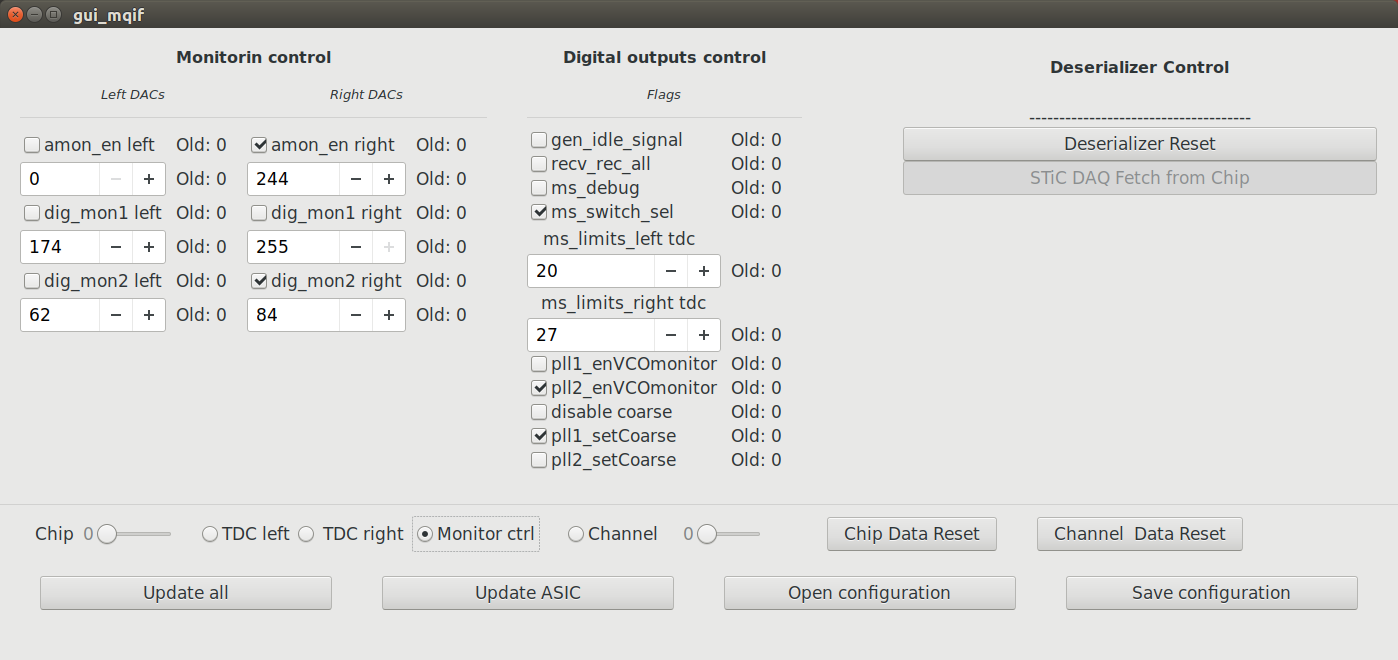 gui_mqif
Monitorin control
Left DACs
Right DACs
amon_en left Old: 0 amon_en right Old: 0
0 Old: 0 244 Old: 0
dig_mon1 left Old: 0 dig_mon1 right Old: 0
174 Old: 0 255 Old: 0
dig_mon2 left Old: 0 dig_mon2 right Old: 0
62 Old: 0 84 Old: 0
Digital outputs control
Flags
gen_idle_signal Old: 0
recv_rec_all Old: 0
ms_debug Old: 0
ms_switch_sel Old: 0
ms_limits_left tdc
20 Old: 0
ms_limits_right tdc
27 Old: 0
pll1_enVCOmonitor Old: 0
pll2_enVCOmonitor Old: 0
disable coarse Old: 0
pll1_setCoarse Old: 0
pll2_setCoarse Old: 0
Deserializer Control
-------------------------------------
Deserializer Reset
STiC DAQ Fetch from Chip
Chip 0 TDC left TDC right Monitor ctrl Channel 0 Chip Data Reset Channel  Data Reset
Update all Update ASIC Open configuration Save configuration